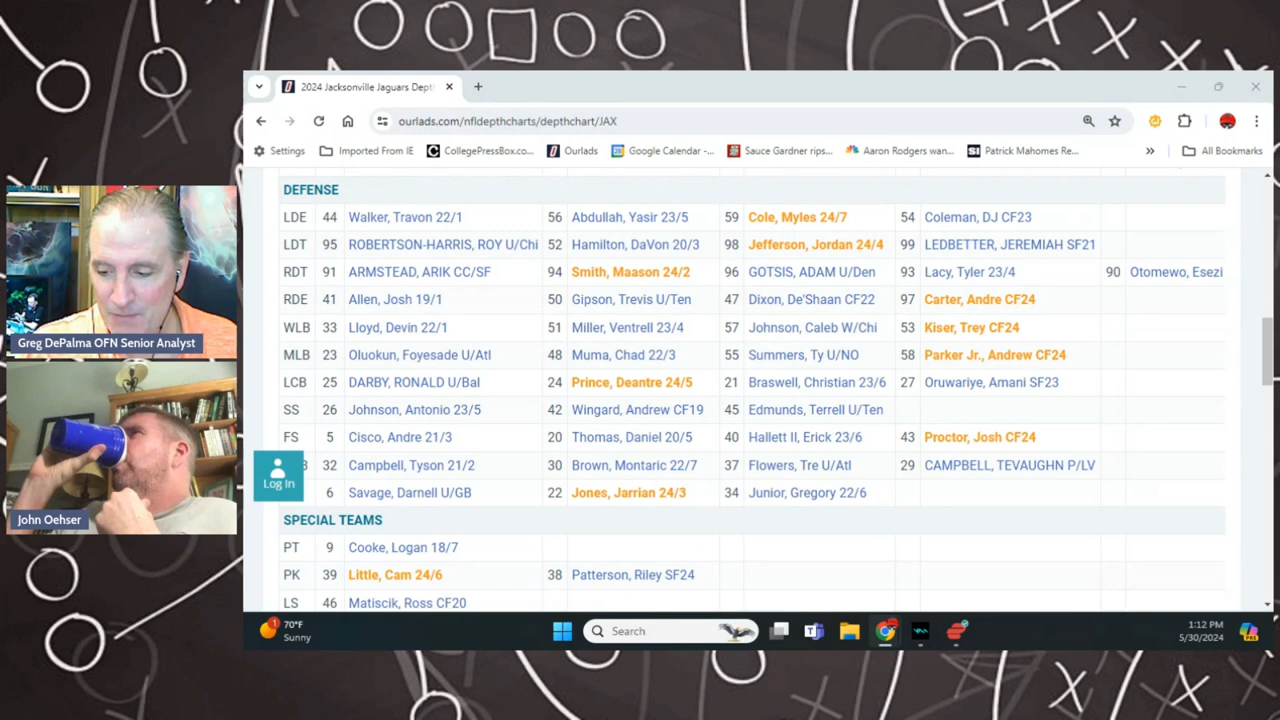 2024 Jacksonville Jaguars Dept
ourlads.com/nfldepthcharts/depthchart/JAX
Settings Imported From IE CollegePressBox.co... Ourlads Google Calendar -... Sauce Gardner rips... Aaron Rodgers wan... Patrick Mahomes Re... » All Bookmarks
DEFENSE
LDE 44 Walker, Travon 22/1 56 Abdullah, Yasir 23/5 59 Cole, Myles 24/7 54 Coleman, DJ CF23
LDT 95 ROBERTSON-HARRIS, ROY U/Chi 52 Hamilton, DaVon 20/3 98 Jefferson, Jordan 24/4 99 LEDBETTER, JEREMIAH SF21
RDT 91 ARMSTEAD, ARIK CC/SF 94 Smith, Maason 24/2 96 GOTSIS, ADAM U/Den 93 Lacy, Tyler 23/4 90 Otomewo, Esezi
RDE 41 Allen, Josh 19/1 50 Gipson, Trevis U/Ten 47 Dixon, De'Shaan CF22 97 Carter, Andre CF24
WLB 33 Lloyd, Devin 22/1 51 Miller, Ventrell 23/4 57 Johnson, Caleb W/Chi 53 Kiser, Trey CF24
MLB 23 Oluokun, Foyesade U/Atl 48 Muma, Chad 22/3 55 Summers, Ty U/NO 58 Parker Jr., Andrew CF24
LCB 25 DARBY, RONALD U/Bal 24 Prince, Deantre 24/5 21 Braswell, Christian 23/6 27 Oruwariye, Amani SF23
SS 26 Johnson, Antonio 23/5 42 Wingard, Andrew CF19 45 Edmunds, Terrell U/Ten
FS 5 Cisco, Andre 21/3 20 Thomas, Daniel 20/5 40 Hallett II, Erick 23/6 43 Proctor, Josh CF24
32 Campbell, Tyson 21/2 30 Brown, Montaric 22/7 37 Flowers, Tre U/Atl 29 CAMPBELL, TEVAUGHN P/LV
6 Savage, Darnell U/GB 22 Jones, Jarrian 24/3 34 Junior, Gregory 22/6
Log In
SPECIAL TEAMS
PT 9 Cooke, Logan 18/7
PK 39 Little, Cam 24/6 38 Patterson, Riley SF24
LS 46 Matiscik, Ross CF20
Greg DePalma OFN Senior Analyst
John Oehser
1 70°F
Sunny
Search
1:12 PM
5/30/2024